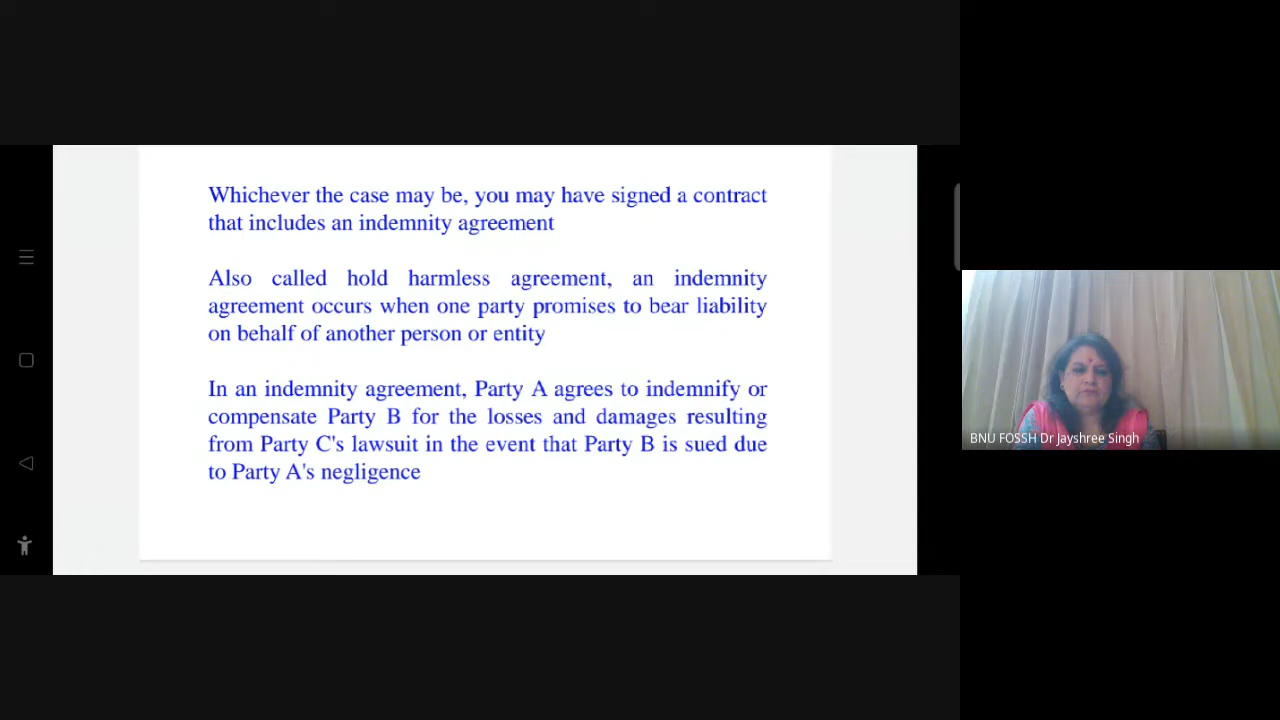 Whichever the case may be, you may have signed a contract
that includes an indemnity agreement
Also called hold harmless agreement, an indemnity
agreement occurs when one party promises to bear liability
on behalf of another person or entity
In an indemnity agreement, Party A agrees to indemnify or
compensate Party B for the losses and damages resulting
from Party C's lawsuit in the event that Party B is sued due
to Party A's negligence
BNU FOSSH Dr Jayshree Singh